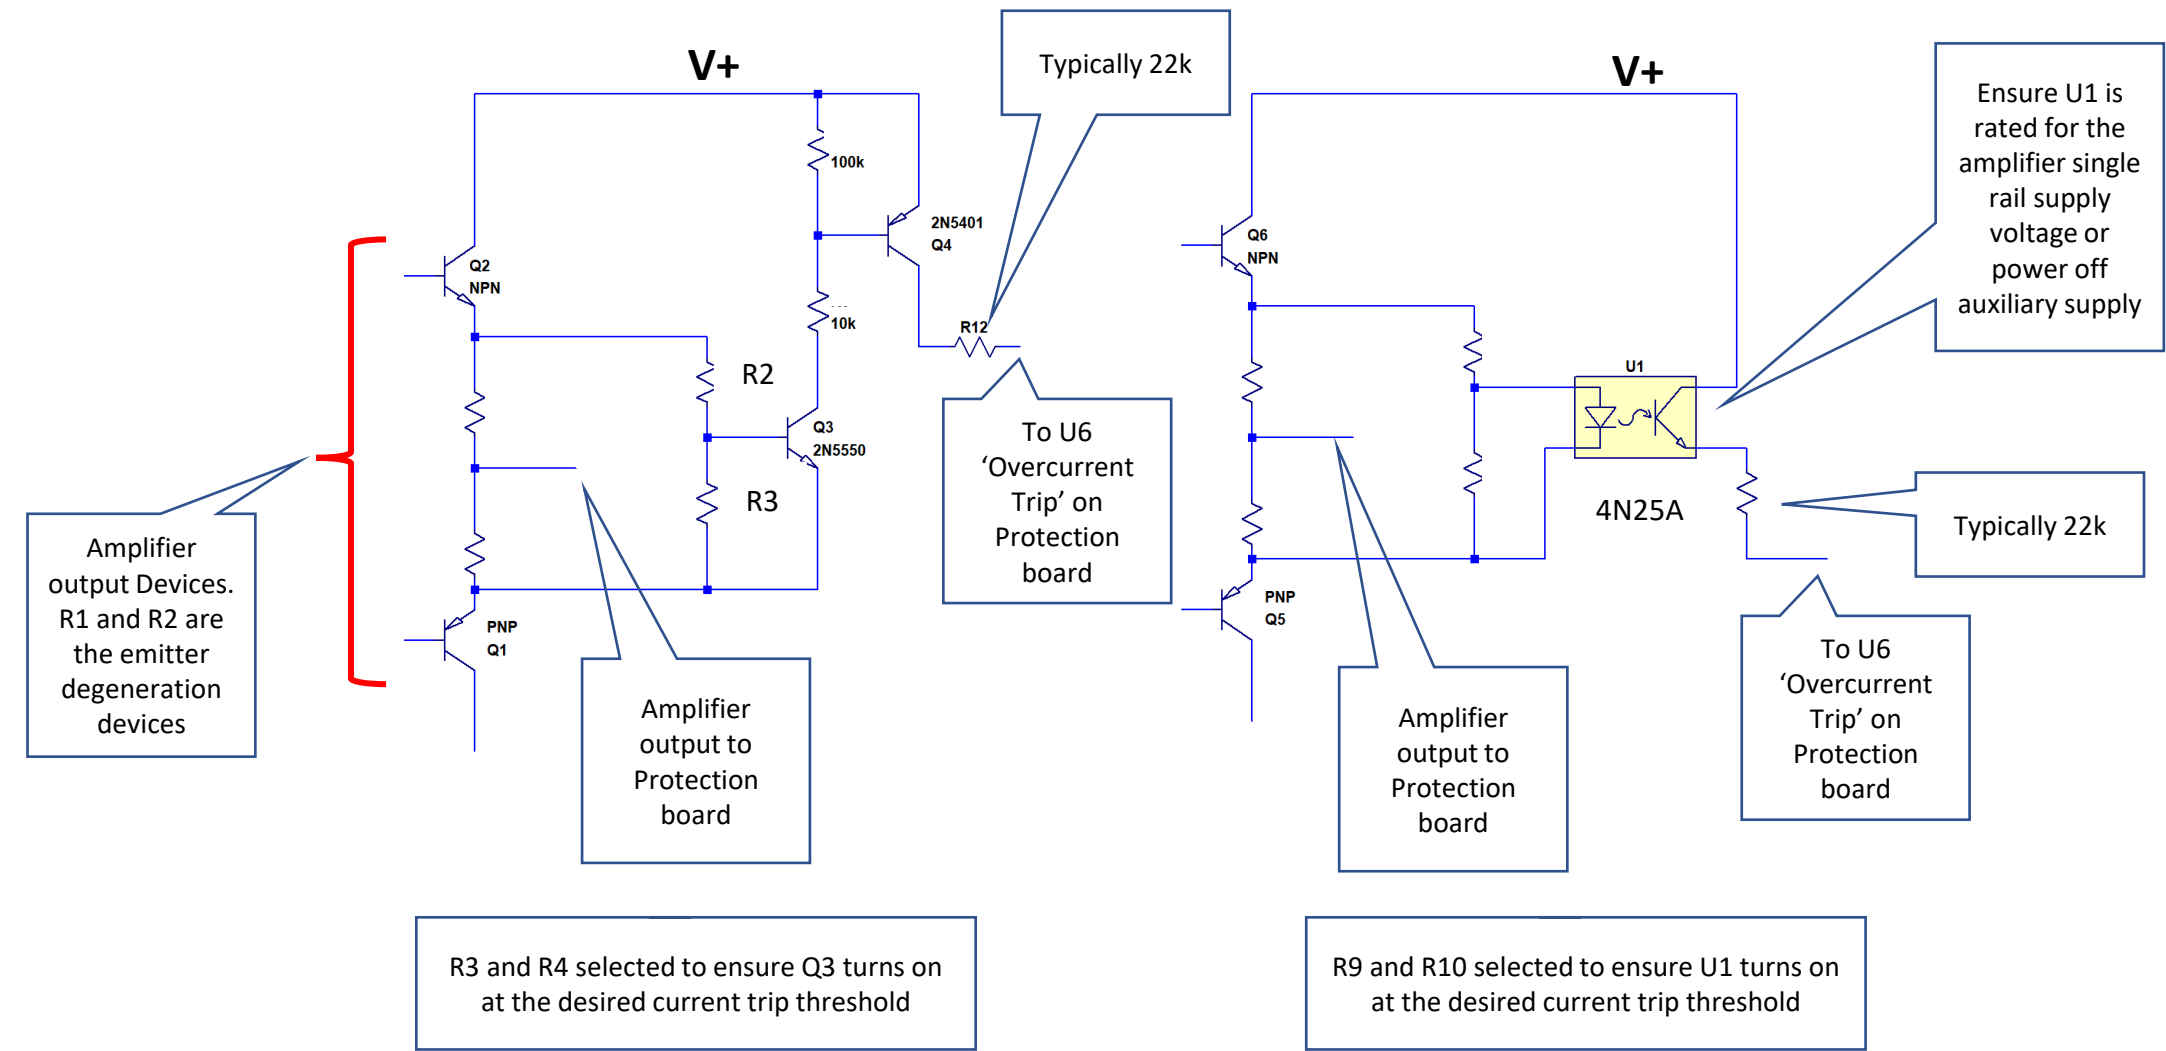 V+
Typically 22k
100k
2N5401
Q4
Q2
NPN
10k
R12
R2
Q3
2N5550
R3
To U6
‘Overcurrent
Trip’ on
Protection
board
Amplifier
output Devices.
R1 and R2 are
the emitter
degeneration
devices
PNP
Q1
Amplifier
output to
Protection
board
R3 and R4 selected to ensure Q3 turns on
at the desired current trip threshold
V+
Ensure U1 is
rated for the
amplifier single
rail supply
voltage or
power off
auxiliary supply
Q6
NPN
U1
4N25A
Typically 22k
PNP
Q5
To U6
‘Overcurrent
Trip’ on
Protection
board
Amplifier
output to
Protection
board
R9 and R10 selected to ensure U1 turns on
at the desired current trip threshold